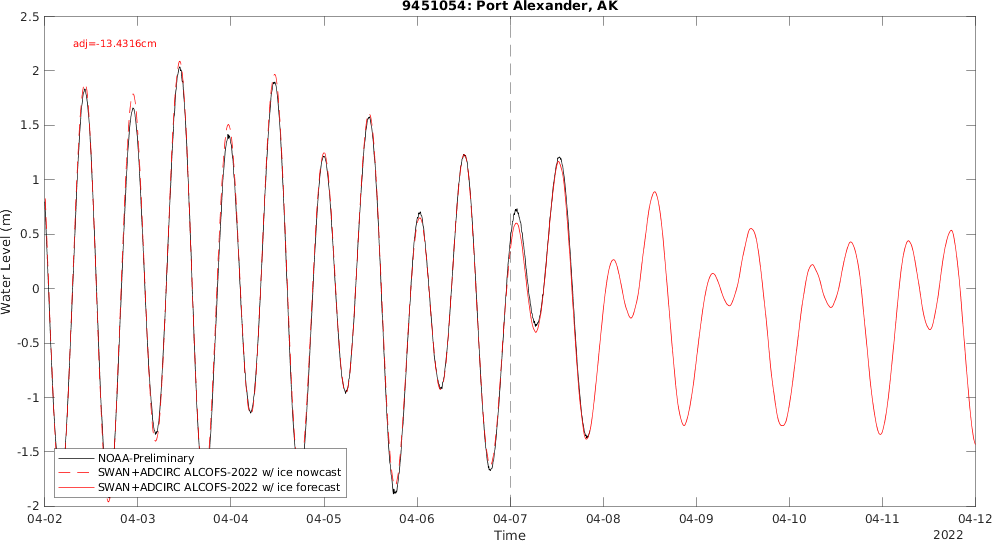 9451054: Port Alexander, AK
adj=-13.4316cm
2.5
2
1.5
1
0.5
0
-0.5
-1
-1.5
-2
Water Level (m)
NOAA-Preliminary
SWAN+ADCIRC ALCOFS-2022 w/ ice nowcast
SWAN+ADCIRC ALCOFS-2022 w/ ice forecast
04-02 04-03 04-04 04-05 04-06 04-07 04-08 04-09 04-10 04-11 04-12
Time
2022